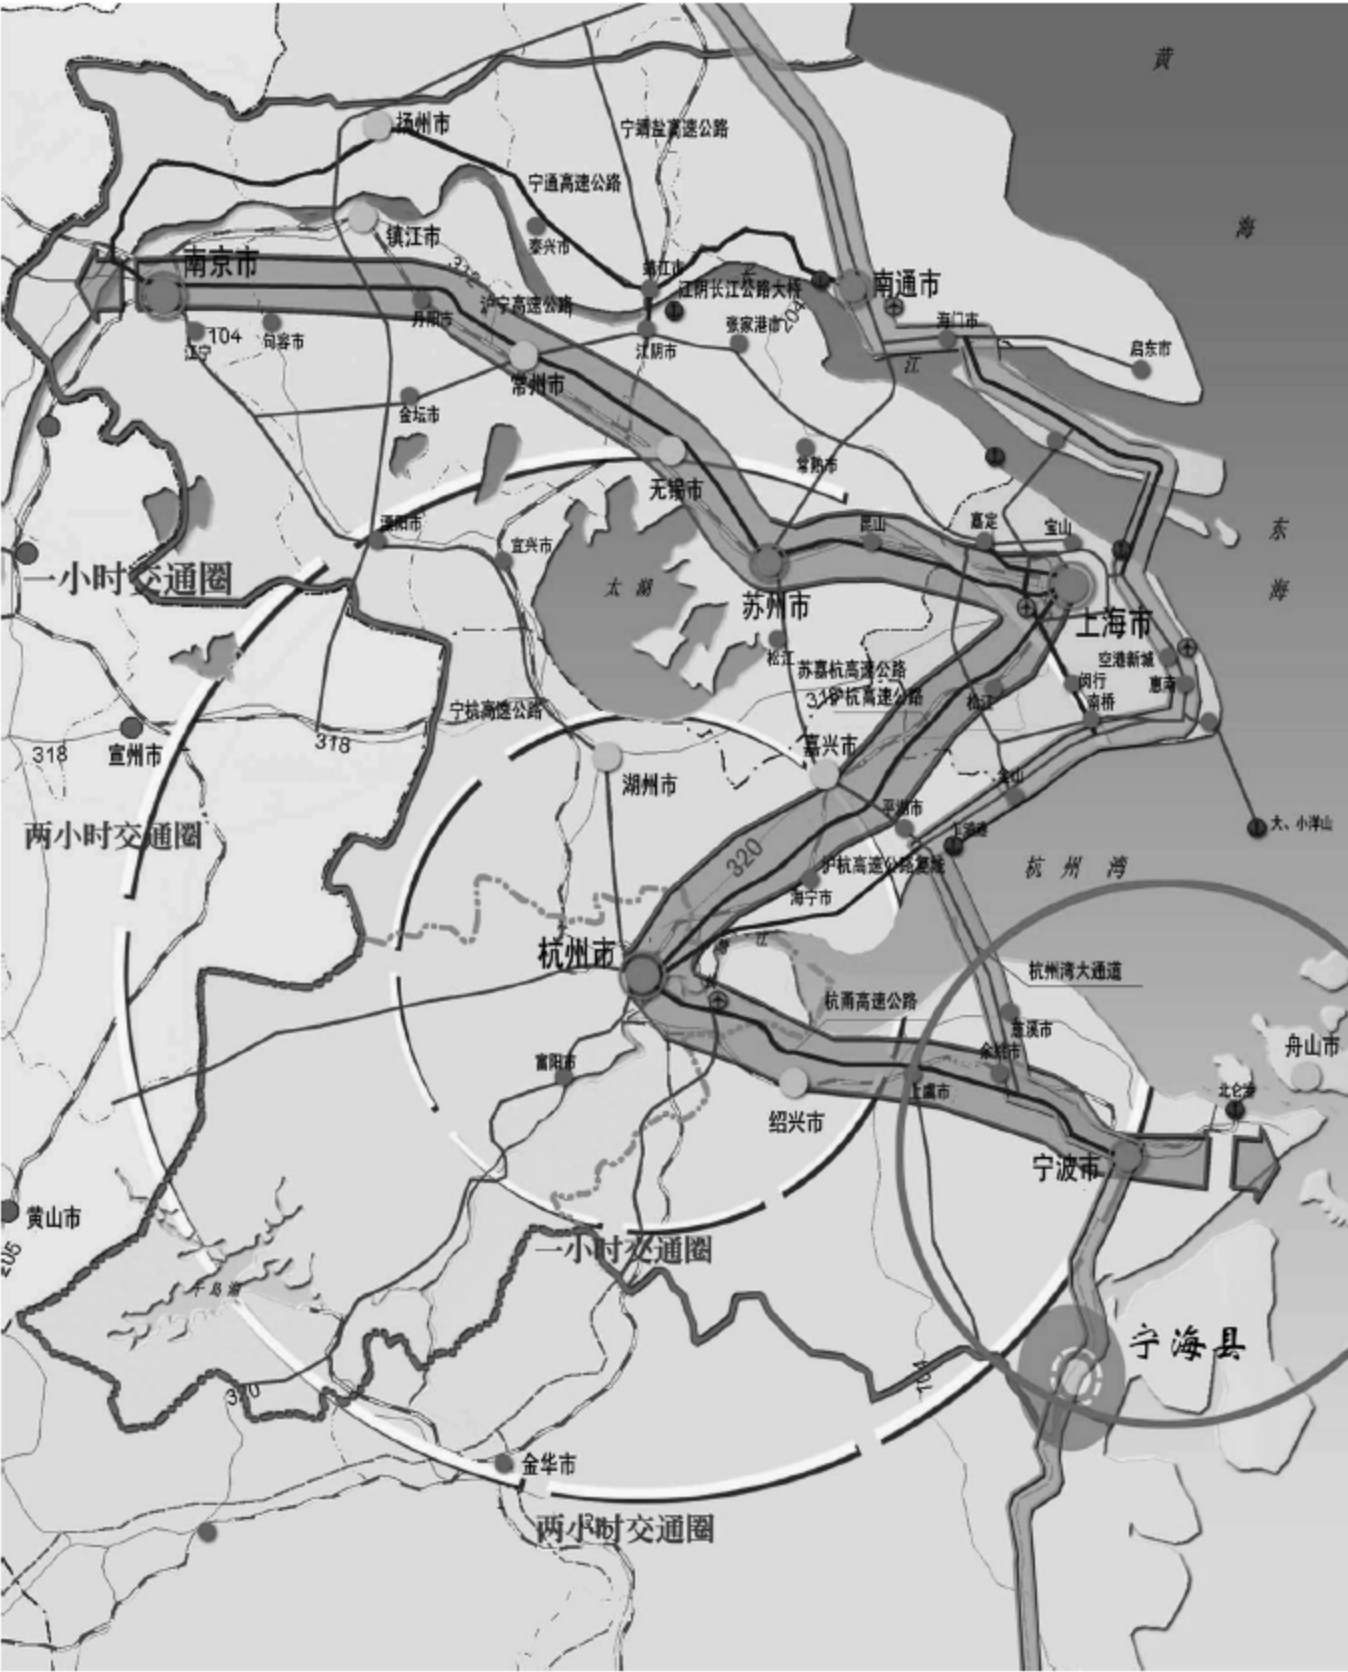 黄
海
扬州市
宁靖盐高速公路
宁通高速公路
泰兴市
镇江市
南京市
312
靖江市
沪宁高速公路
江阴长江公路大桥
南通市
丹阳市
张家港市
204
海门市
江宁
104
句容市
江阴市
启东市
江
常州市
金坛市
常熟市
无锡市
溧阳市
昆山
嘉定
宝山
东
海
宜兴市
一小时交通圈
太湖
苏州市
上海市
松江
空港新城
苏嘉杭高速公路
闵行
惠南
318
沪杭高速公路
松江
南桥
宁杭高速公路
318
宣州市
318
嘉兴市
湖州市
金山
平湖市
大、小洋山
两小时交通圈
320
沪杭高速公路复线
杭州湾
海宁市
杭州市
江
杭州湾大通道
杭甬高速公路
慈溪市
余姚市
舟山市
富阳市
上虞市
北仑港
绍兴市
宁波市
黄山市
205
一小时交通圈
千岛湖
宁海县
104
320
金华市
两小时交通圈